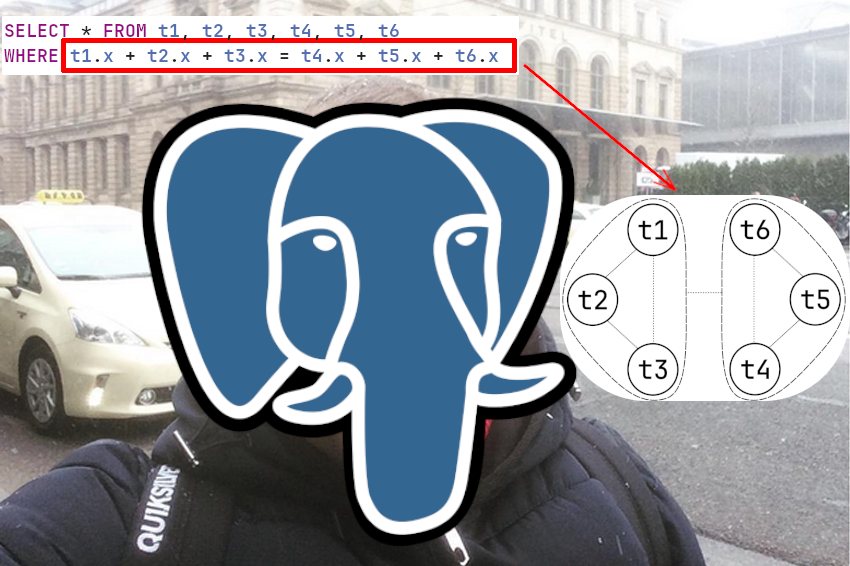 SELECT * FROM t1, t2, t3, t4, t5, t6
WHERE t1.x + t2.x + t3.x = t4.x + t5.x + t6.x
t1
t6
t2
t5
t3
t4
QUIKSILVER